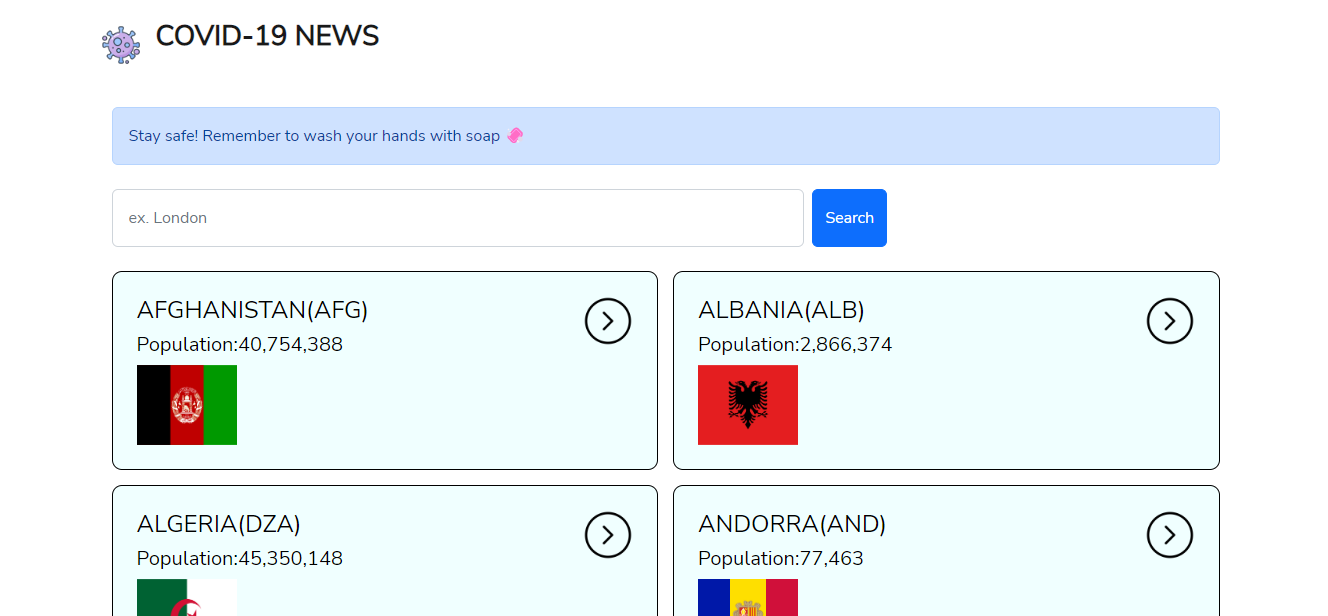 COVID-19 NEWS
Stay safe! Remember to wash your hands with soap 🧼
ex. London
Search
AFGHANISTAN(AFG)
Population:40,754,388
ALBANIA(ALB)
Population:2,866,374
ALGERIA(DZA)
Population:45,350,148
ANDORRA(AND)
Population:77,463